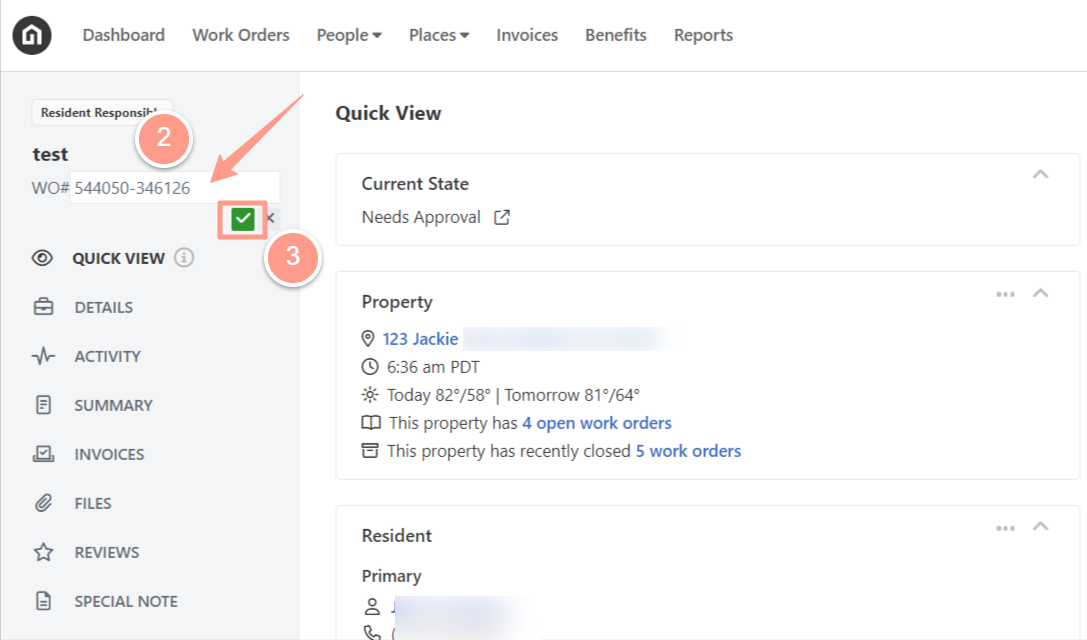 Dashboard Work Orders People Places Invoices Benefits Reports
Resident Responsibl
2
test
WO# 544050-346126
3
QUICK VIEW
DETAILS
ACTIVITY
SUMMARY
INVOICES
FILES
REVIEWS
SPECIAL NOTE
Quick View
Current State
Needs Approval
Property
123 Jackie
6:36 am PDT
Today 82°/58° | Tomorrow 81°/64°
This property has 4 open work orders
This property has recently closed 5 work orders
Resident
Primary